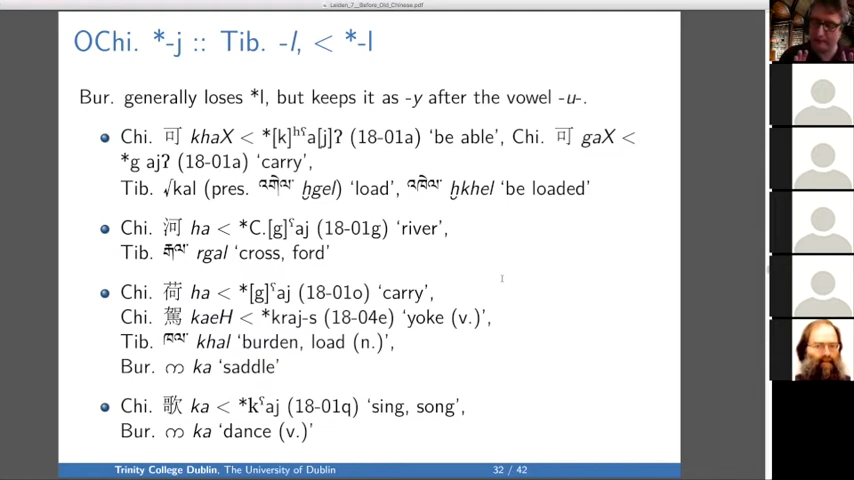 Leiden_7__Before_Old_Chinese.pdf
OChi. *-j :: Tib. -l, < *-l
Bur. generally loses *l, but keeps it as -y after the vowel -u-.
Chi. 可 khaX < *[k]ʰˤa[j]ʔ (18-01a) ‘be able’, Chi. 可 gaX <
*g aj? (18-01a) ‘carry’,
Tib. √kal (pres. འགེལ་ ḫgel) ‘load’, འཁེལ་ ḫkhel ‘be loaded’
Chi. 河 ha < *C.[g]ˤaj (18-01g) ‘river’,
Tib. རྒལ་ rgal ‘cross, ford’
Chi. 荷 ha < *[g]ˤaj (18-01o) ‘carry’,
Chi. 駕 kaeH < *kraj-s (18-04e) ‘yoke (v.)’,
Tib. ཁལ་ khal ‘burden, load (n.)’,
Bur. က ka ‘saddle’
Chi. 歌 ka < *kˤaj (18-01q) ‘sing, song’,
Bur. က ka ‘dance (v.)’
Trinity College Dublin, The University of Dublin 32 / 42